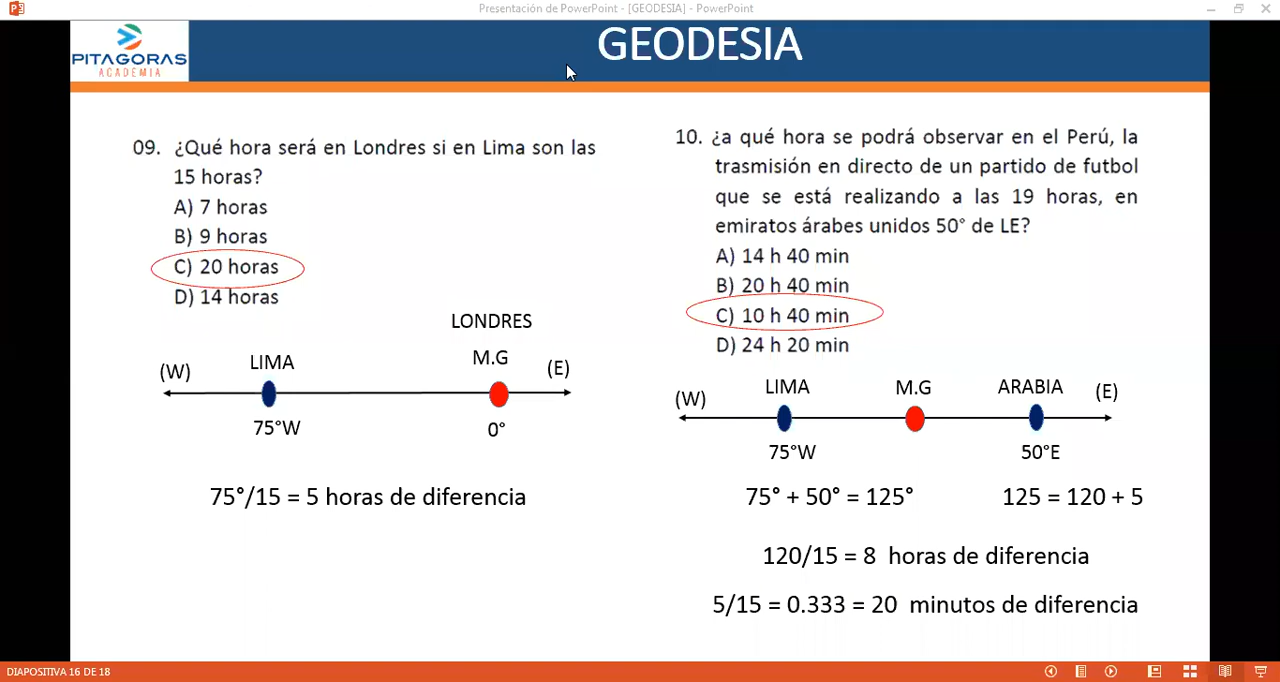 Presentación de PowerPoint - [GEODESIA] - PowerPoint
PITAGORAS
ACADEMIA
GEODESIA
09. ¿Qué hora será en Londres si en Lima son las
15 horas?
A) 7 horas
B) 9 horas
C) 20 horas
D) 14 horas
LONDRES
LIMA
M.G
(W)
(E)
75°W
0°
75°/15 = 5 horas de diferencia
10. ¿a qué hora se podrá observar en el Perú, la
trasmisión en directo de un partido de futbol
que se está realizando a las 19 horas, en
emiratos árabes unidos 50° de LE?
A) 14 h 40 min
B) 20 h 40 min
C) 10 h 40 min
D) 24 h 20 min
LIMA
M.G
ARABIA
(W)
(E)
75°W
50°E
75° + 50° = 125°
125 = 120 + 5
120/15 = 8 horas de diferencia
5/15 = 0.333 = 20 minutos de diferencia
DIAPOSITIVA 16 DE 18